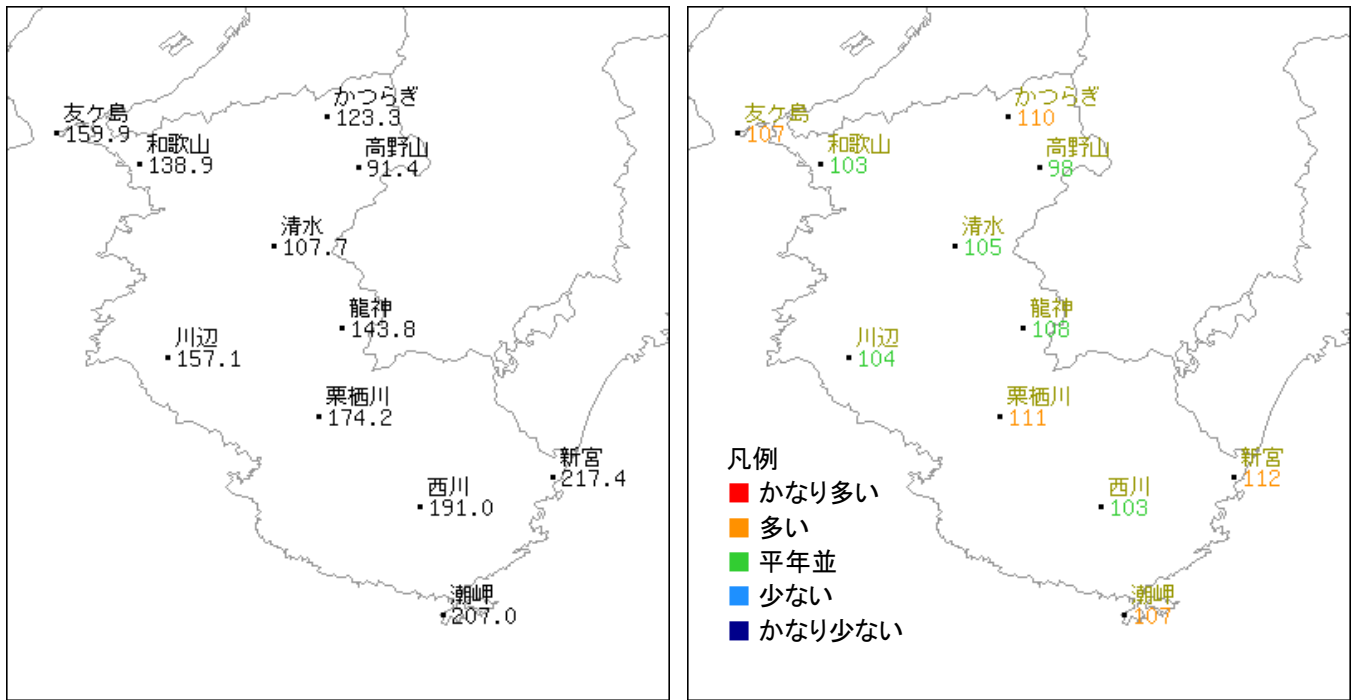 友ケ島
159.9
和歌山
138.9
かつらぎ
123.3
高野山
91.4
清水
107.7
龍神
143.8
川辺
157.1
栗栖川
174.2
新宮
217.4
西川
191.0
潮岬
207.0
友ケ島
107
和歌山
103
かつらぎ
110
高野山
98
清水
105
龍神
108
川辺
104
栗栖川
111
新宮
112
西川
103
潮岬
107
凡例
かなり多い
多い
平年並
少ない
かなり少ない